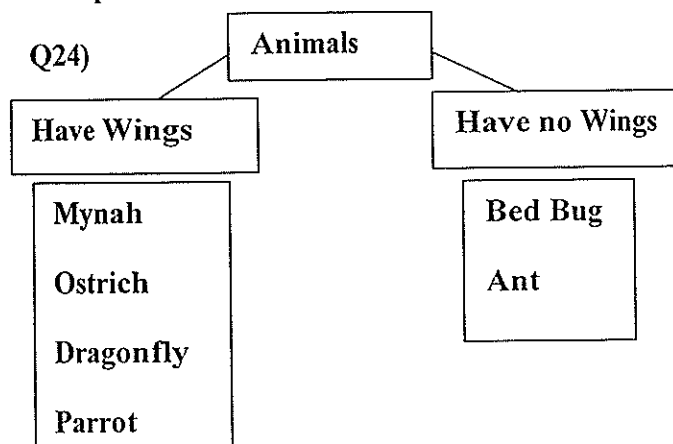 Q24)
Animals
Have Wings
Have no Wings
Mynah
Ostrich
Dragonfly
Parrot
Bed Bug
Ant